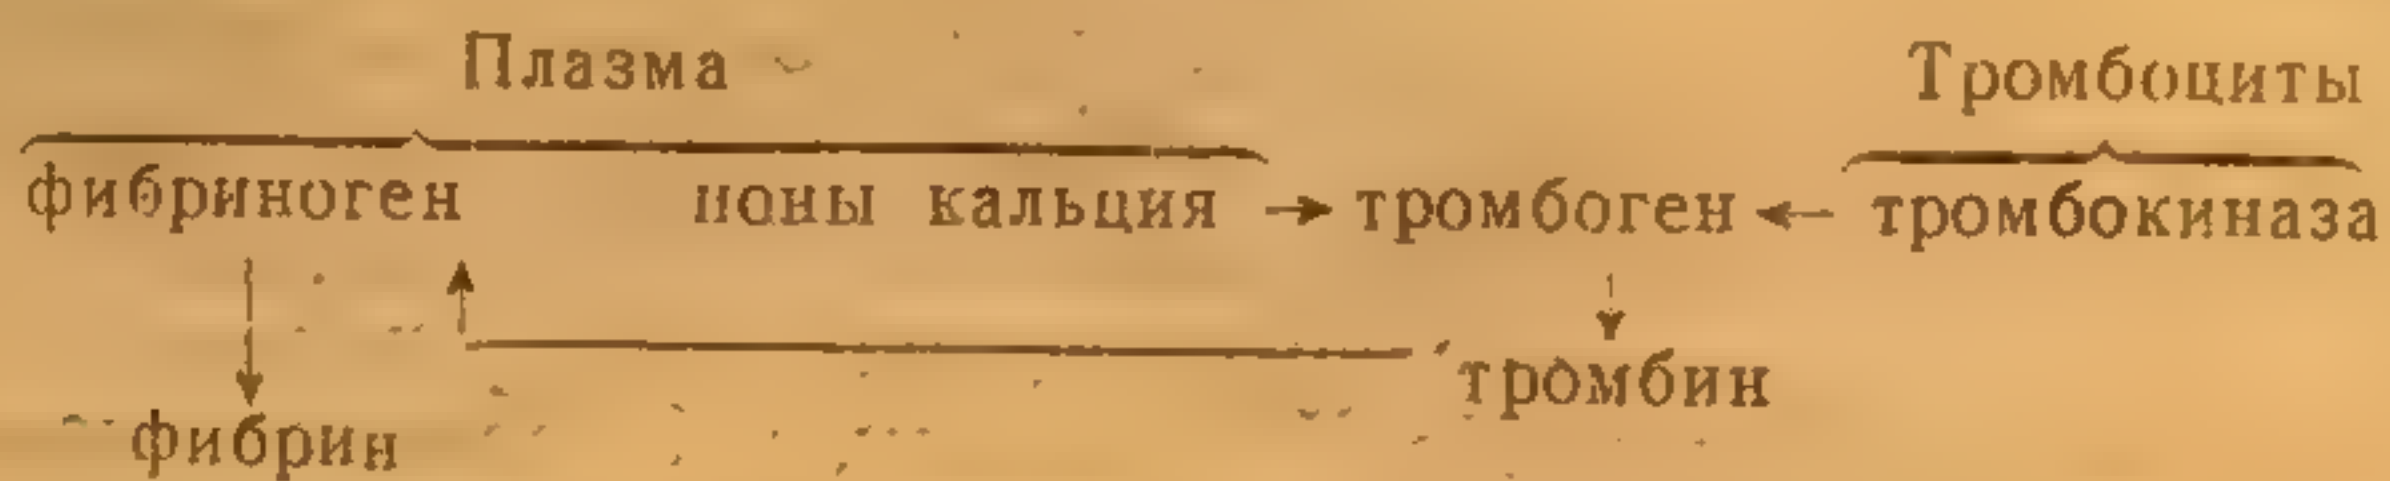 Плазма Тромбоциты
фибриноген ионы кальция → тромбоген ← тромбокиназа
тромбин
фибрин